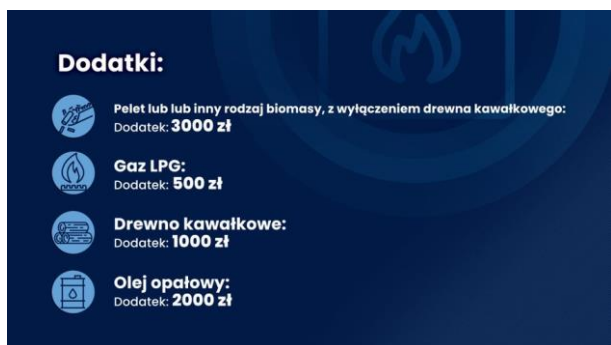 Dodatki:
Pelet lub lub inny rodzaj biomasy, z wyłączeniem drewna kawałkowego:
Dodatek: 3000 zł
Gaz LPG:
Dodatek: 500 zł
Drewno kawałkowe:
Dodatek: 1000 zł
Olej opałowy:
Dodatek: 2000 zł